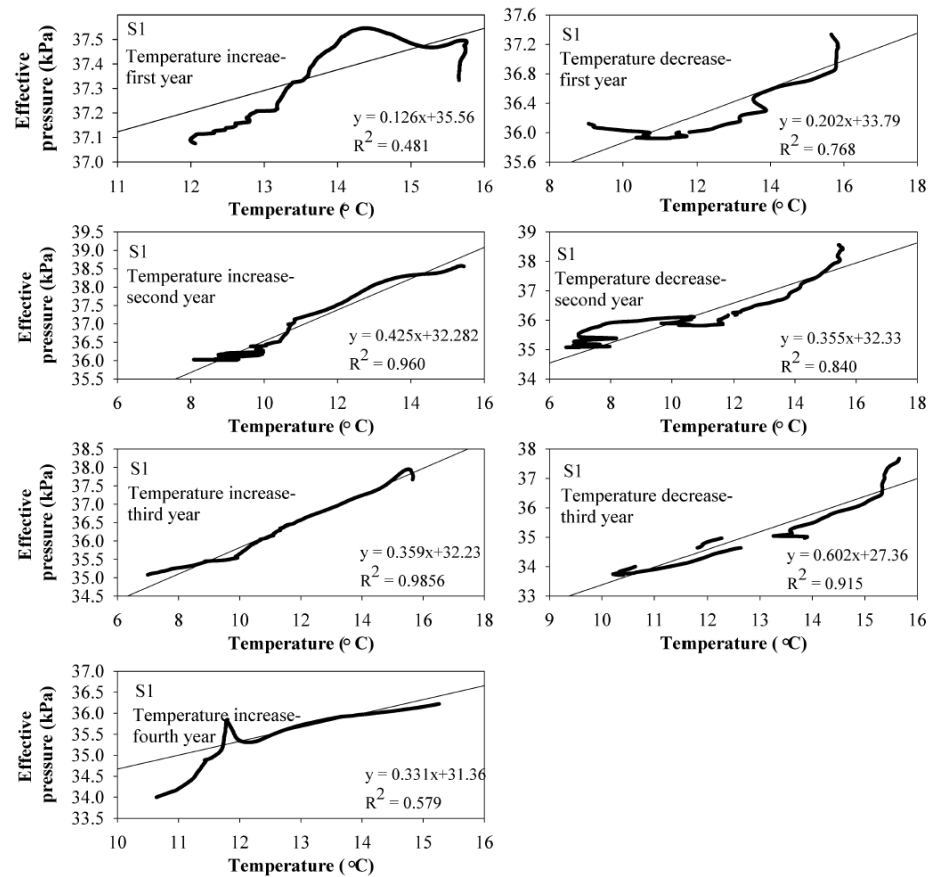 S1
Temperature increae-
first year
y = 0.126x+35.56
R2 = 0.481
Effective
pressure (kPa)
37.5
37.4
37.3
37.2
37.1
37.0
11 12 13 14 15 16
Temperature (° C)
S1
Temperature decrease-
first year
y = 0.202x+33.79
R2 = 0.768
Effective
pressure (kPa)
37.6
37.2
36.8
36.4
36.0
35.6
8 10 12 14 16 18
Temperature (° C)
S1
Temperature increase-
second year
y = 0.425x+32.282
R2 = 0.960
Effective
pressure (kPa)
39.5
39.0
38.5
38.0
37.5
37.0
36.5
36.0
35.5
6 8 10 12 14 16
Temperature (° C)
S1
Temperature decrease-
second year
y = 0.355x+32.33
R2 = 0.840
Effective
pressure (kPa)
39
38
37
36
35
34
6 8 10 12 14 16 18
Temperature (° C)
S1
Temperature increase-
third year
y = 0.359x+32.23
R2 = 0.9856
Effective
pressure (kPa)
38.5
38.0
37.5
37.0
36.5
36.0
35.5
35.0
34.5
6 8 10 12 14 16 18
Temperature (° C)
S1
Temperature decrease-
third year
y = 0.602x+27.36
R2 = 0.915
Effective
pressure (kPa)
38
37
36
35
34
33
9 10 11 12 13 14 15 16
Temperature (°C)
S1
Temperature increase-
fourth year
y = 0.331x+31.36
R2 = 0.579
Effective
pressure (kPa)
37.0
36.5
36.0
35.5
35.0
34.5
34.0
33.5
10 11 12 13 14 15 16
Temperature (°C)